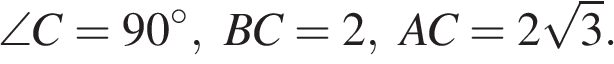 ∠C = 90°, BC = 2, AC = 2√3.